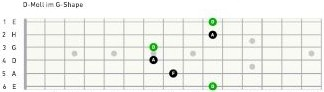 D-Moll im G-Shape
1 E D
2 H A
3 G D
4 D A
5 A F
6 E D